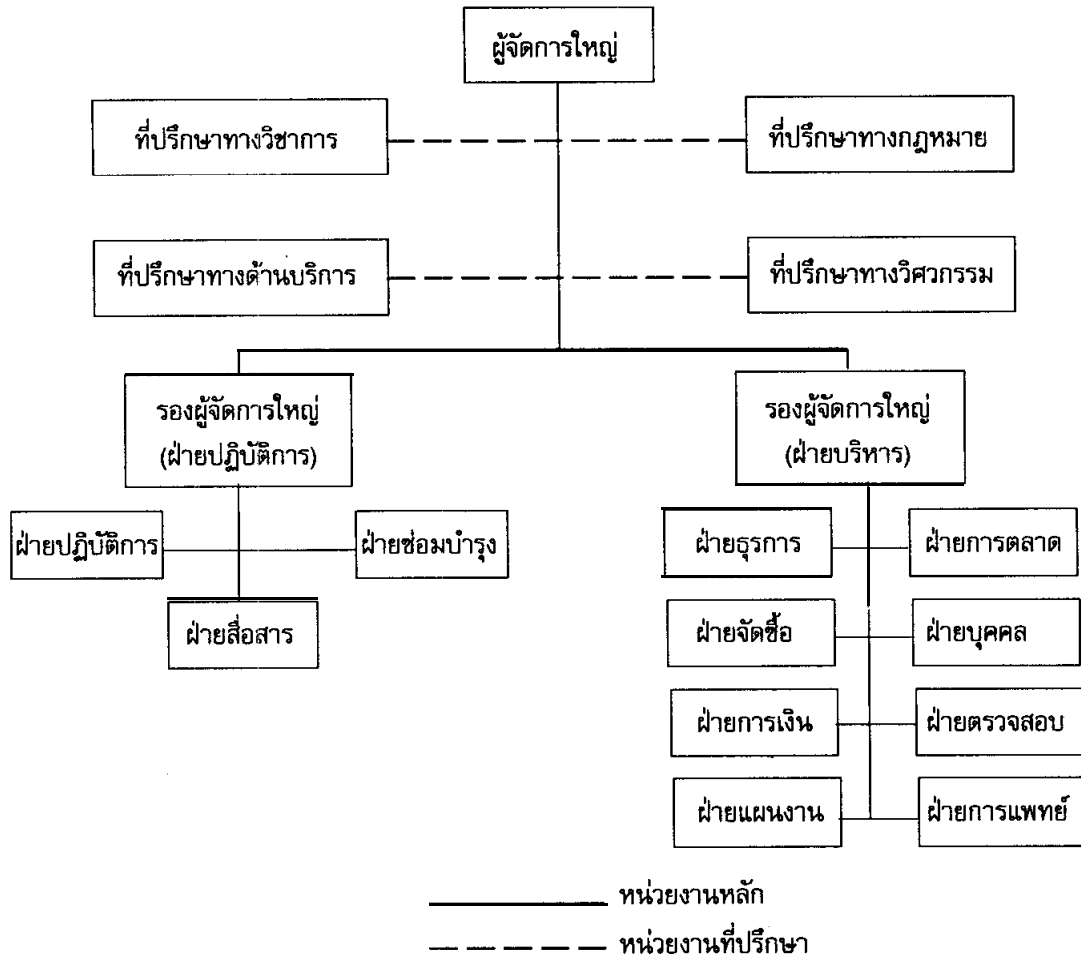 ผู้จัดการใหญ่
ที่ปรึกษาทางวิชาการ
ที่ปรึกษาทางกฎหมาย
ที่ปรึกษาทางด้านบริการ
ที่ปรึกษาทางวิศวกรรม
รองผู้จัดการใหญ่
(ฝ่ายปฏิบัติการ)
รองผู้จัดการใหญ่
(ฝ่ายบริหาร)
ฝ่ายปฏิบัติการ
ฝ่ายซ่อมบำรุง
ฝ่ายสื่อสาร
ฝ่ายธุรการ
ฝ่ายการตลาด
ฝ่ายจัดซื้อ
ฝ่ายบุคคล
ฝ่ายการเงิน
ฝ่ายตรวจสอบ
ฝ่ายแผนงาน
ฝ่ายการแพทย์
หน่วยงานหลัก
หน่วยงานที่ปรึกษา